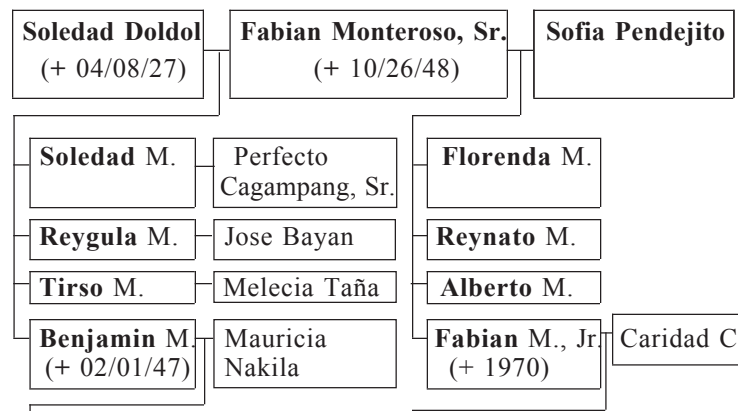 Soledad Doldol
(+ 04/08/27)
Fabian Monteroso, Sr.
(+ 10/26/48)
Sofia Pendejito
Soledad M.
Perfecto
Cagampang, Sr.
Florenda M.
Reygula M.
Jose Bayan
Reynato M.
Tirso M.
Melecia Taña
Alberto M.
Benjamin M.
(+ 02/01/47)
Mauricia
Nakila
Fabian M., Jr.
(+ 1970)
Caridad C